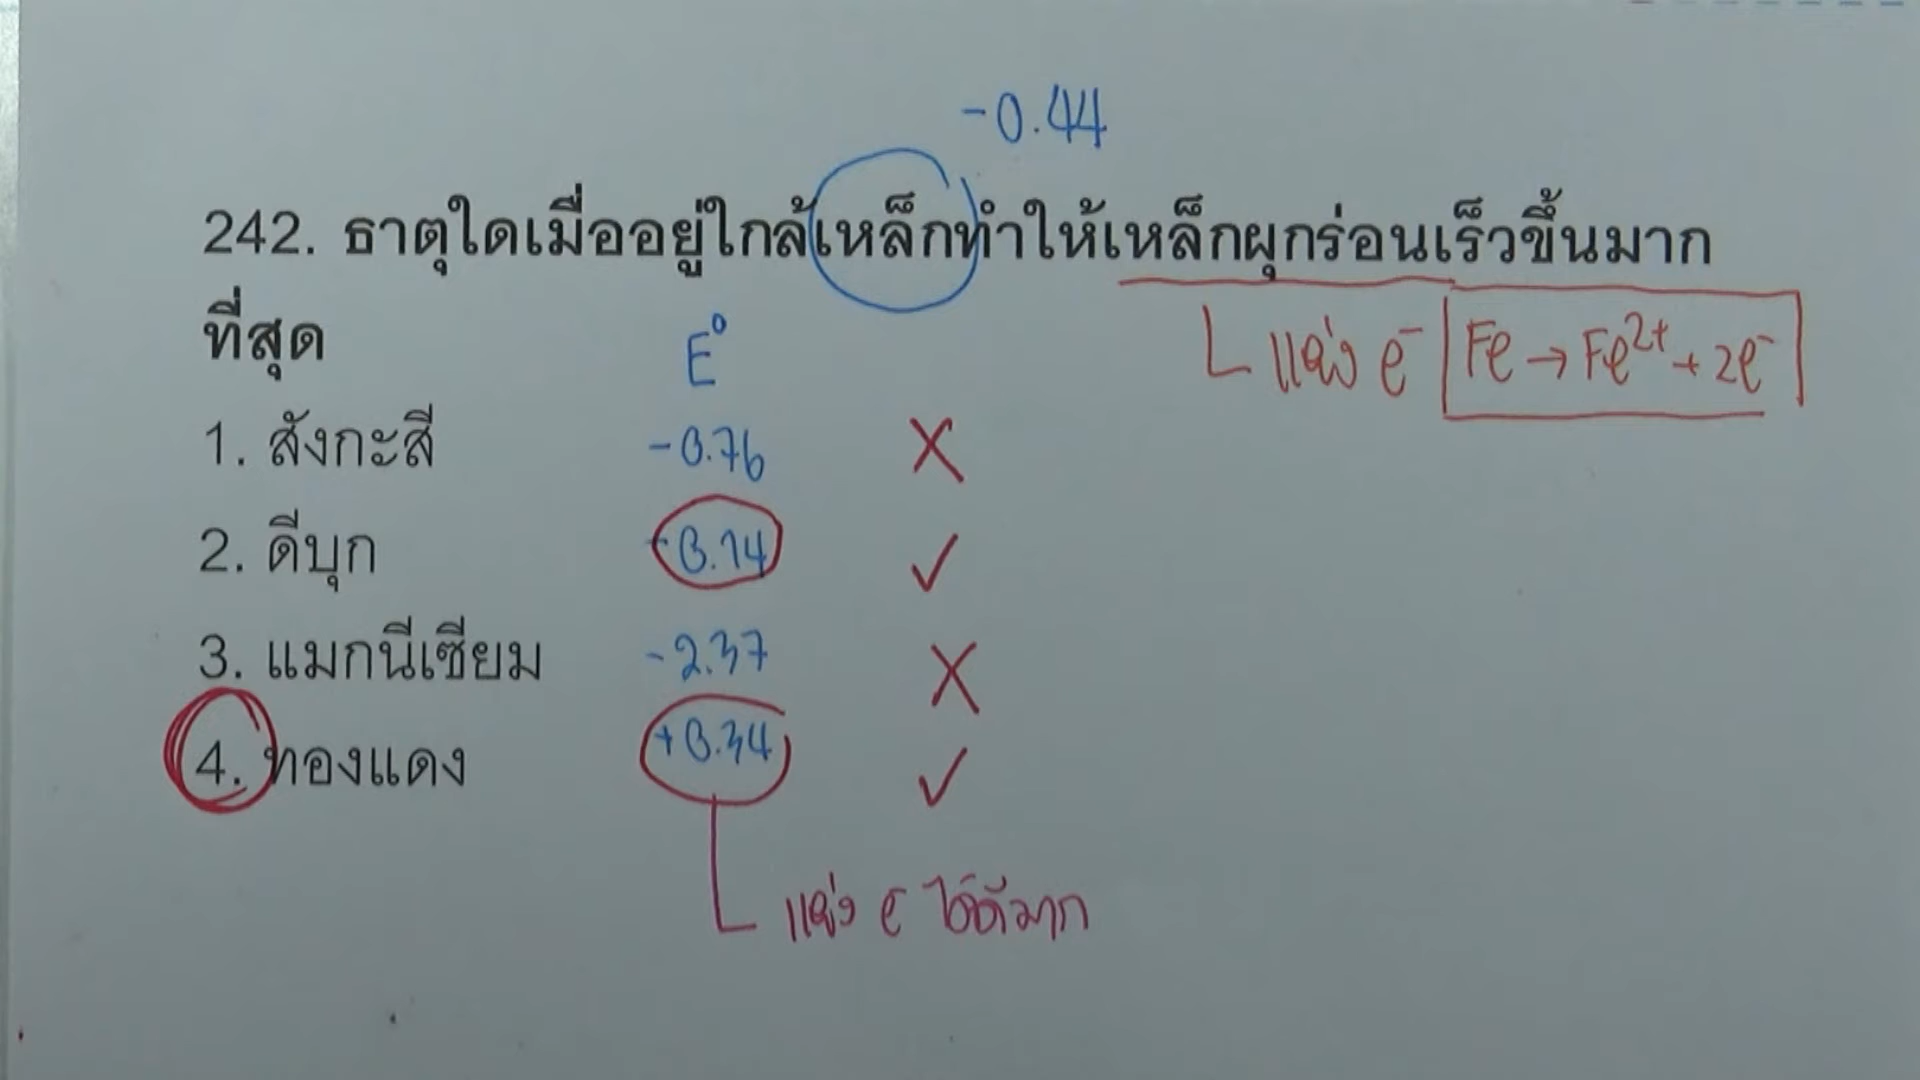 -0.44
242. ธาตุใดเมื่ออยู่ใกล้เหล็กทำให้เหล็กผุกร่อนเร็วขึ้นมาก
ที่สุด
E⁰
แย่ง e⁻ Fe → Fe²⁺ + 2e⁻
1. สังกะสี -0.76 X
2. ดีบุก -0.14 ✓
3. แมกนีเซียม -2.37 X
4. ทองแดง +0.34 ✓
แย่ง e⁻ ได้ดีมาก